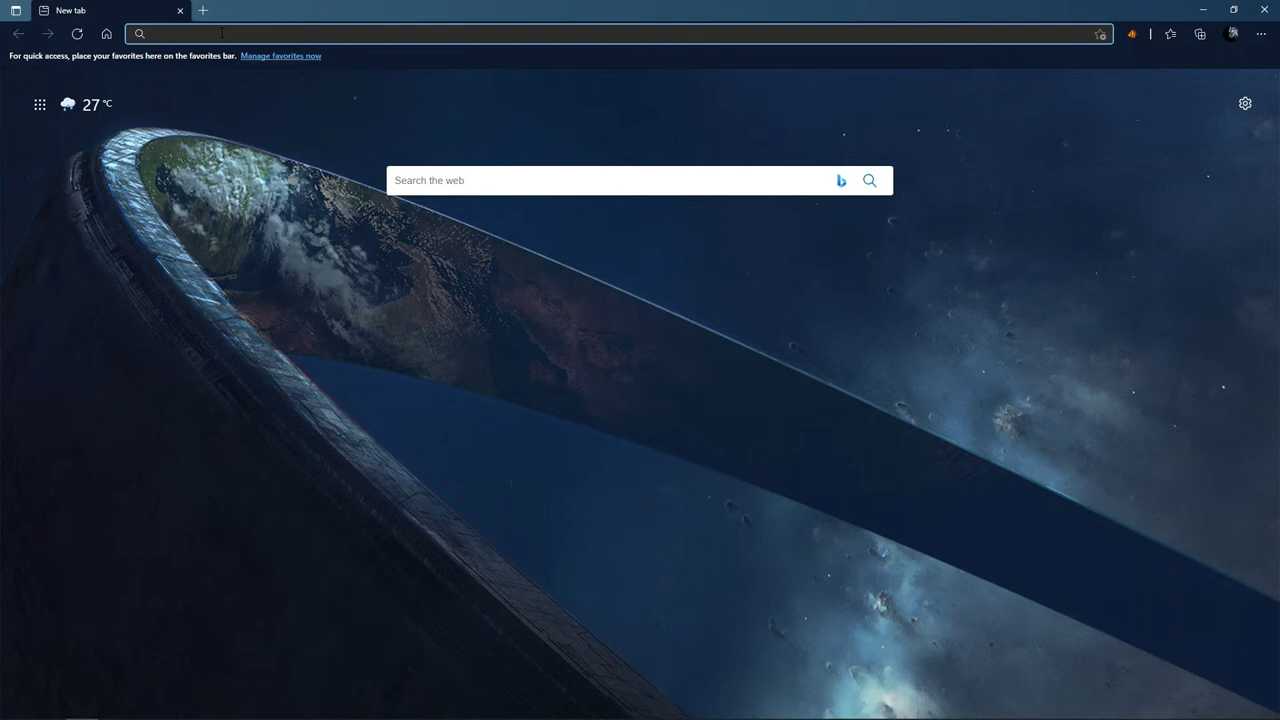 New tab
For quick access, place your favorites here on the favorites bar. Manage favorites now
27 °C
Search the web